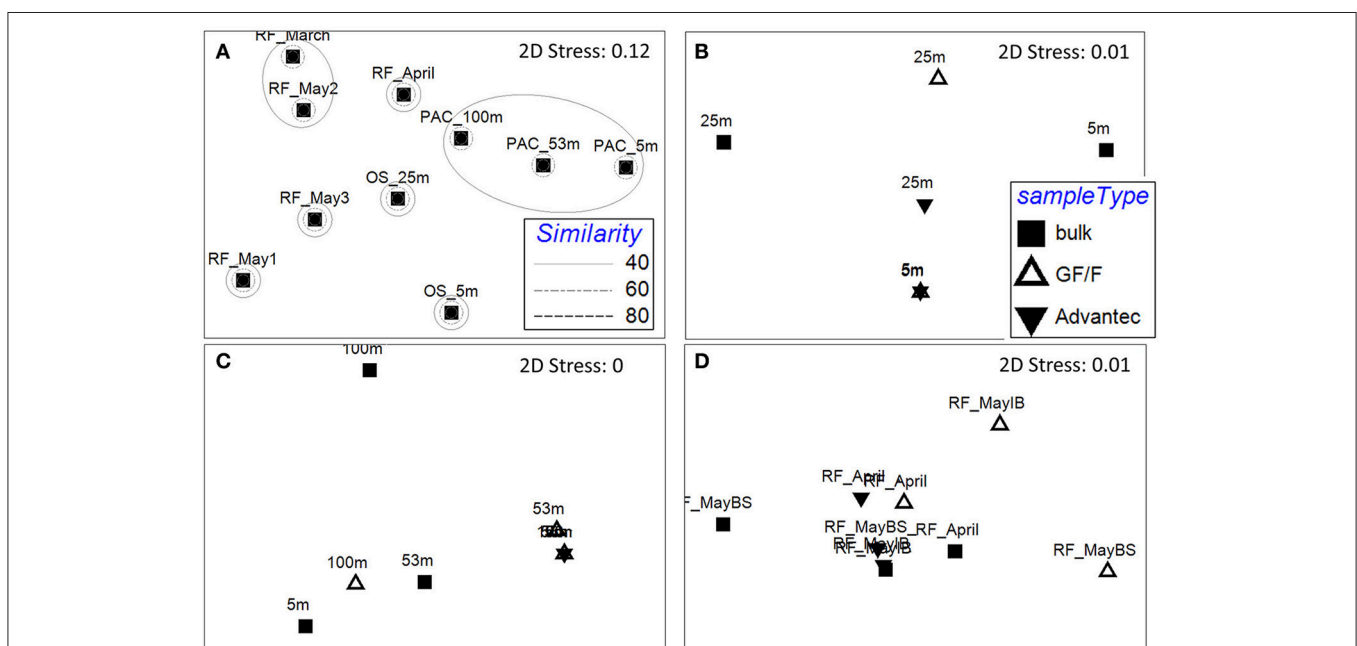 A
2D Stress: 0.12
RF_March
RF_May2
RF_April
PAC_100m
PAC_53m
PAC_5m
OS_25m
RF_May3
RF_May1
OS_5m
Similarity
40
60
80
B
2D Stress: 0.01
25m
25m
5m
25m
5m
sampleType
bulk
GF/F
Advantec
C
2D Stress: 0
100m
53m
100m
53m
5m
D
2D Stress: 0.01
RF_MayIB
RF_April
RF_April
F_MayBS
RF_MayBS
RF_April
RF_MayIB
RF_MayIB
RF_MayBS